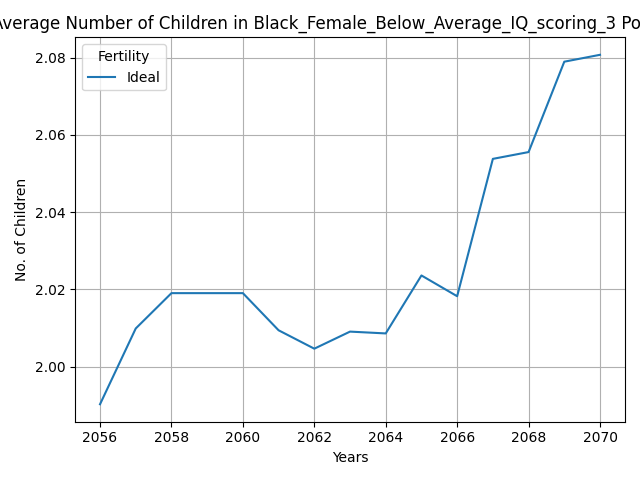 Average Number of Children in Black_Female_Below_Average_IQ_scoring_3 Po
Fertility
Ideal
2.08
2.06
2.04
2.02
2.00
No. of Children
2056 2058 2060 2062 2064 2066 2068 2070
Years